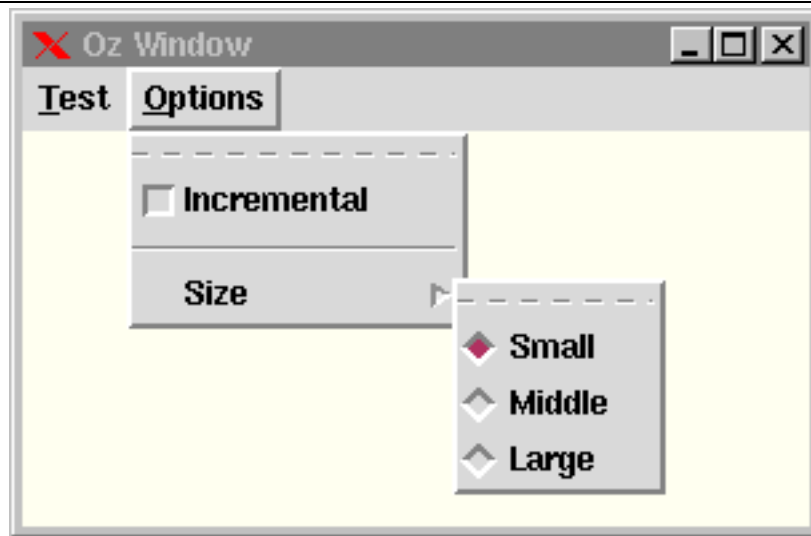 Oz Window
Test Options
Incremental
Size
Small
Middle
Large